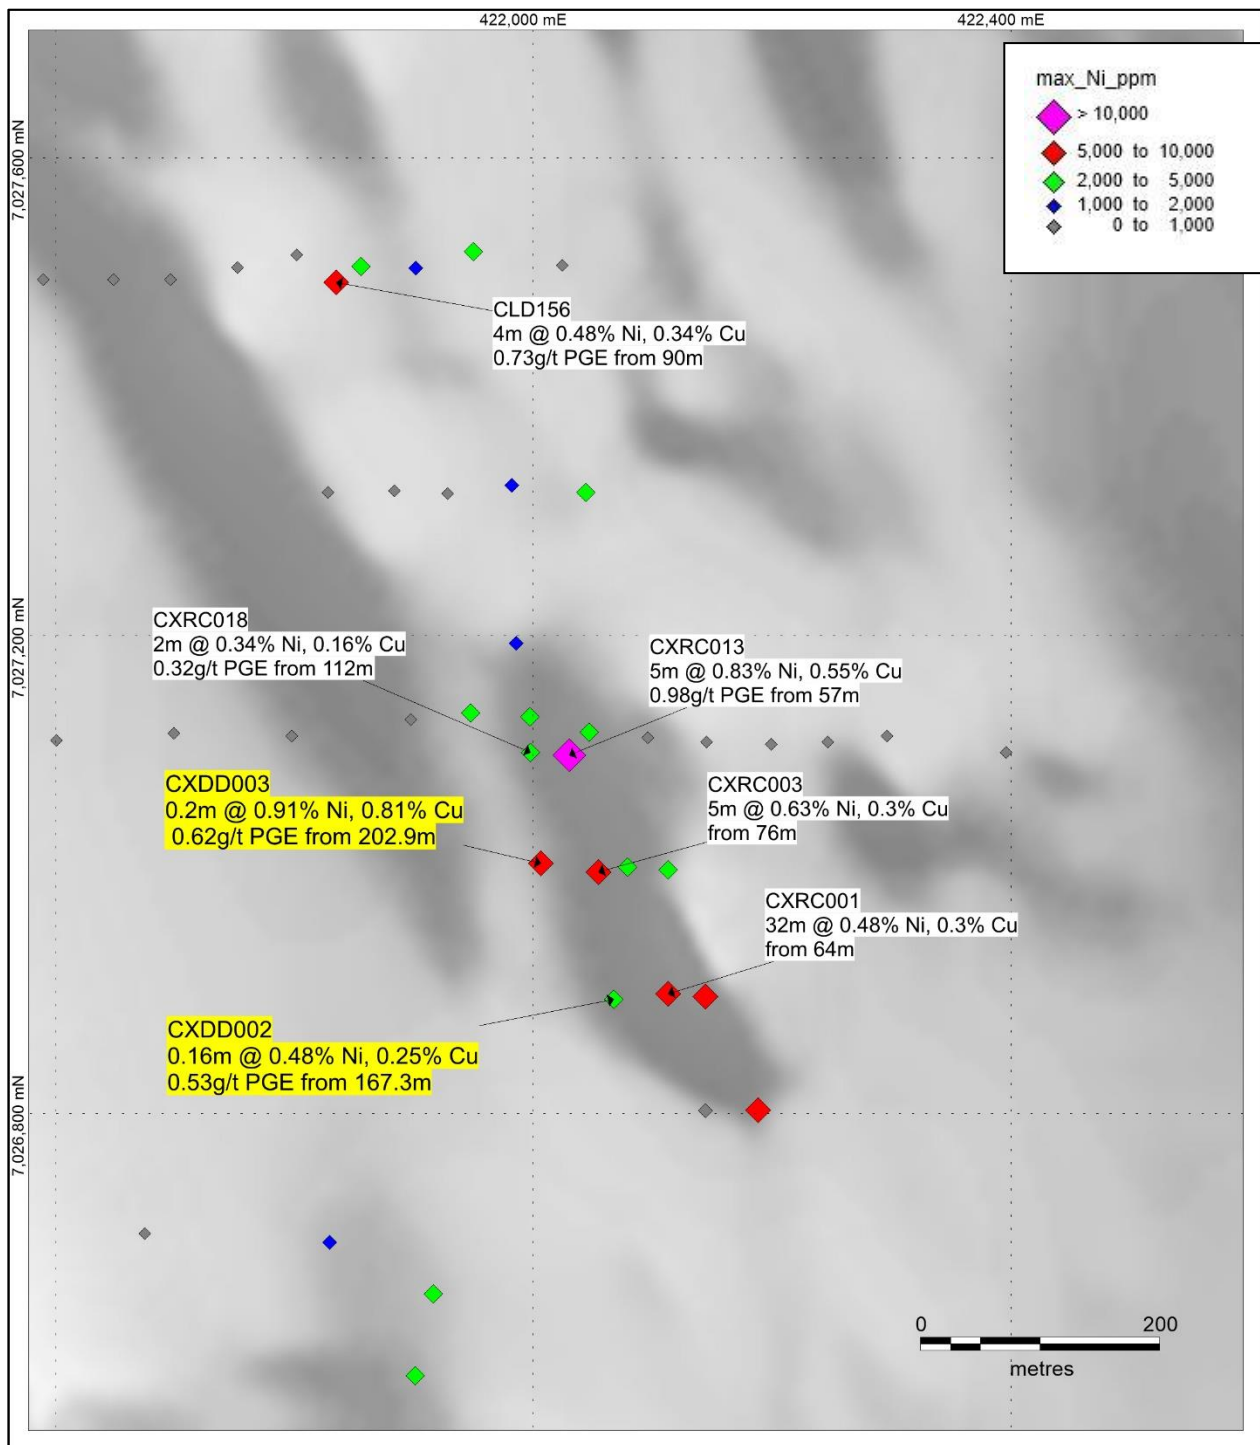 422,000 mE
422,400 mE
max_Ni_ppm
> 10,000
5,000 to 10,000
2,000 to 5,000
1,000 to 2,000
0 to 1,000
7,027,600 mN
CLD156
4m @ 0.48% Ni, 0.34% Cu
0.73g/t PGE from 90m
7,027,200 mN
CXRC018
2m @ 0.34% Ni, 0.16% Cu
0.32g/t PGE from 112m
CXRC013
5m @ 0.83% Ni, 0.55% Cu
0.98g/t PGE from 57m
CXDD003
0.2m @ 0.91% Ni, 0.81% Cu
0.62g/t PGE from 202.9m
CXRC003
5m @ 0.63% Ni, 0.3% Cu
from 76m
CXRC001
32m @ 0.48% Ni, 0.3% Cu
from 64m
CXDD002
0.16m @ 0.48% Ni, 0.25% Cu
0.53g/t PGE from 167.3m
7,026,800 mN
0 200
metres